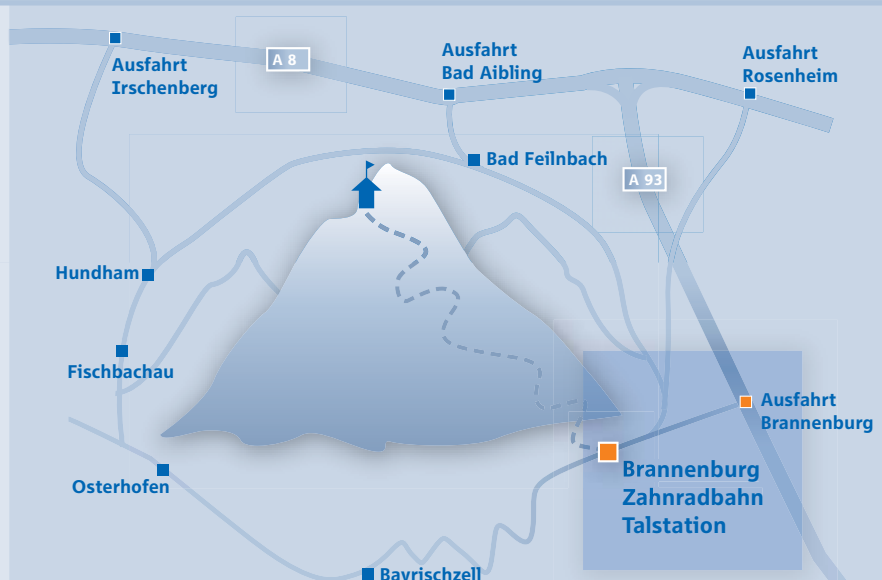 Ausfahrt
Irschenberg
A 8
Ausfahrt
Bad Aibling
Ausfahrt
Rosenheim
Bad Feilnbach
A 93
Hundham
Fischbachau
Ausfahrt
Brannenburg
Osterhofen
Brannenburg
Zahnradbahn
Talstation
Bayrischzell